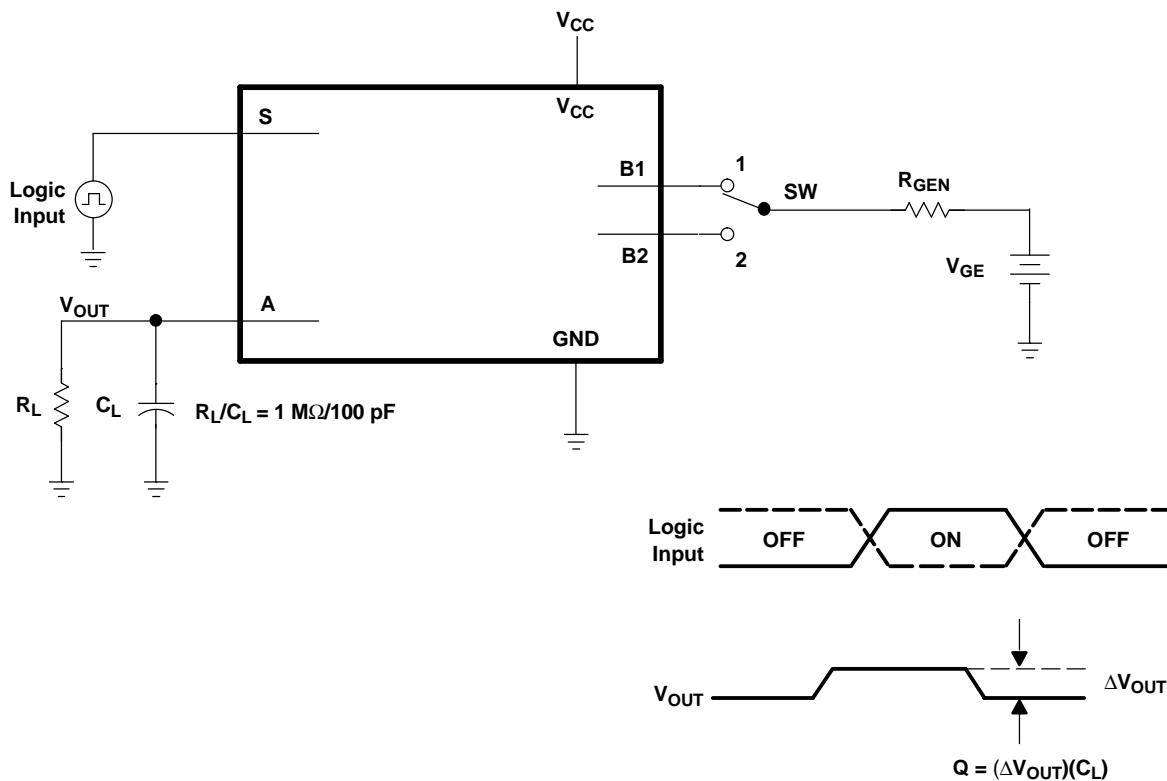 VCC
VCC
S
B1
1
SW
RGEN
Logic
Input
B2
2
VGE
VOUT
A
GND
RL
CL
RL/CL = 1 MΩ/100 pF
Logic
Input
OFF
ON
OFF
VOUT
ΔVOUT
Q = (ΔVOUT)(CL)